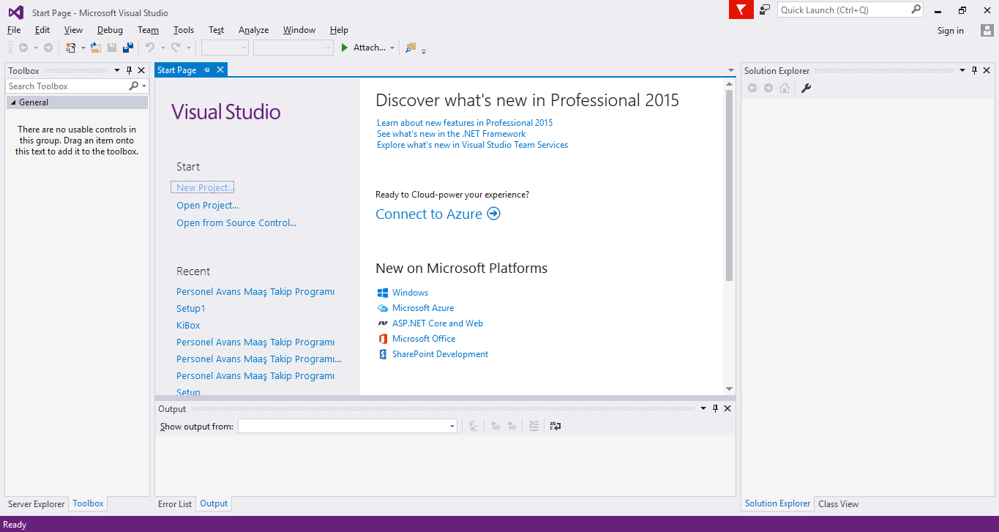 Start Page - Microsoft Visual Studio
Quick Launch (Ctrl+Q)
File Edit View Debug Team Tools Test Analyze Window Help
Sign in
Attach...
Toolbox
Search Toolbox
General
There are no usable controls in
this group. Drag an item onto
this text to add it to the toolbox.
Server Explorer Toolbox
Start Page
Visual Studio
Start
New Project...
Open Project...
Open from Source Control...
Recent
Personel Avans Maaş Takip Programı
Setup1
KiBox
Personel Avans Maaş Takip Programı
Personel Avans Maaş Takip Programı...
Personel Avans Maaş Takip Programı
Setup
Discover what's new in Professional 2015
Learn about new features in Professional 2015
See what's new in the .NET Framework
Explore what's new in Visual Studio Team Services
Ready to Cloud-power your experience?
Connect to Azure
New on Microsoft Platforms
Windows
Microsoft Azure
ASP.NET Core and Web
Microsoft Office
SharePoint Development
Output
Show output from:
Error List Output
Solution Explorer
Solution Explorer Class View
Ready